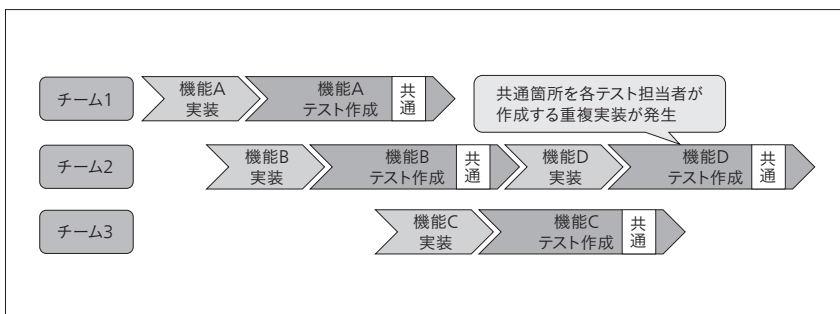 チーム1
機能A
実装
機能A
テスト作成
共
通
共通箇所を各テスト担当者が
作成する重複実装が発生
チーム2
機能B
実装
機能B
テスト作成
共
通
機能D
実装
機能D
テスト作成
共
通
チーム3
機能C
実装
機能C
テスト作成
共
通